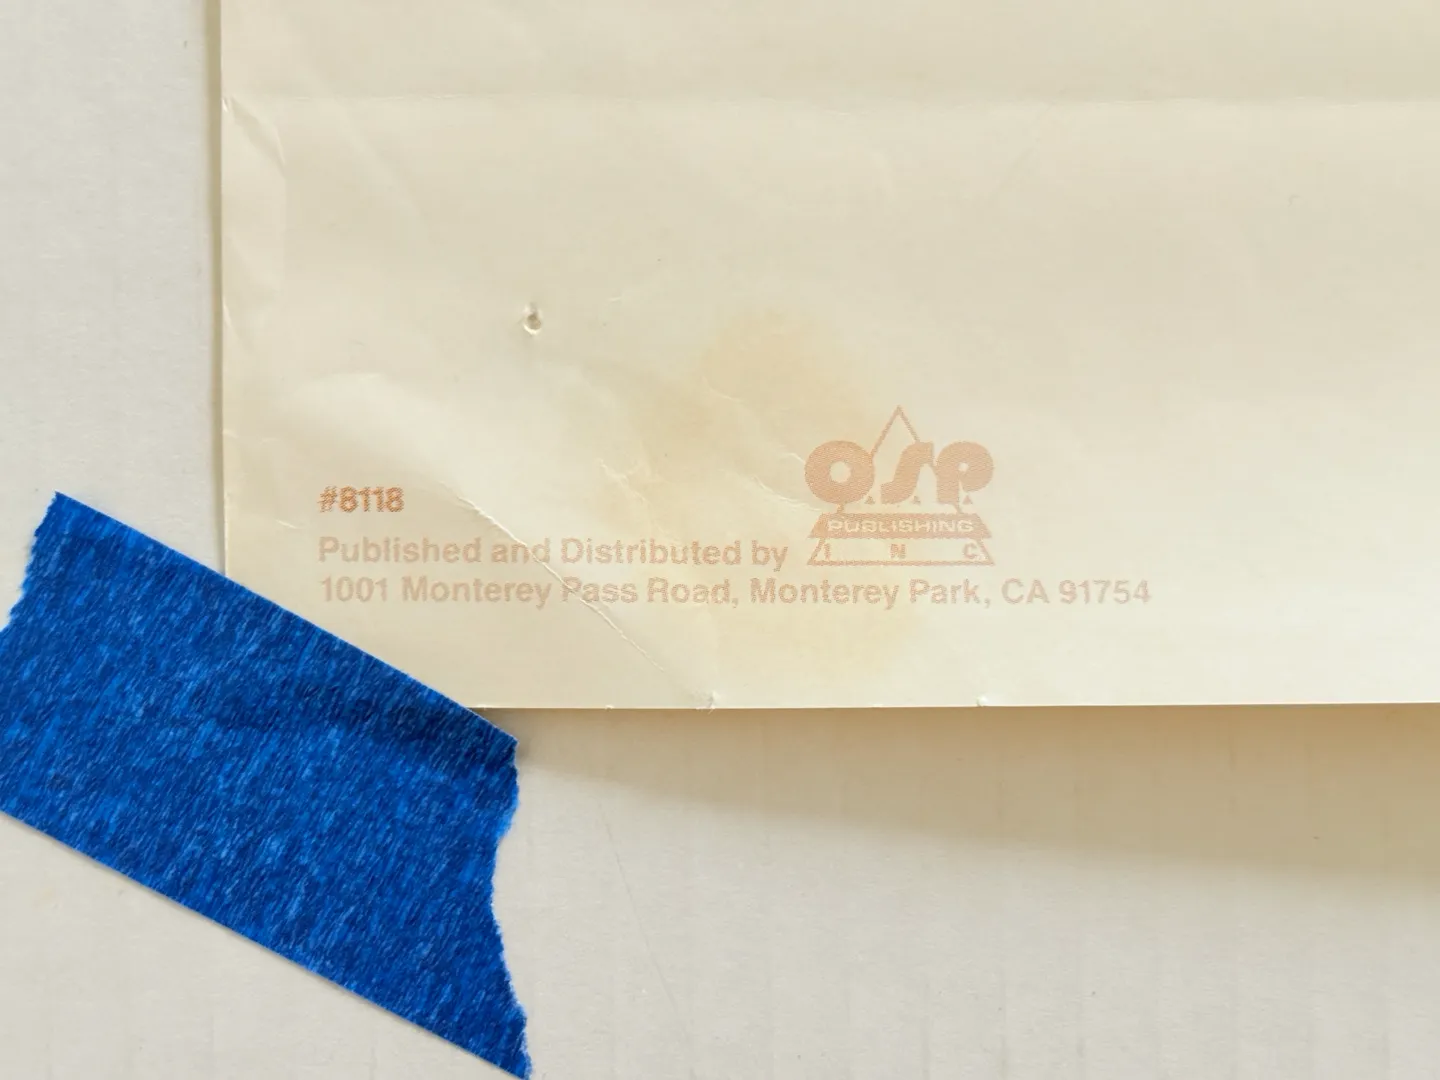 #8118
OSP
PUBLISHING
I N C.
Published and Distributed by
1001 Monterey Pass Road, Monterey Park, CA 91754